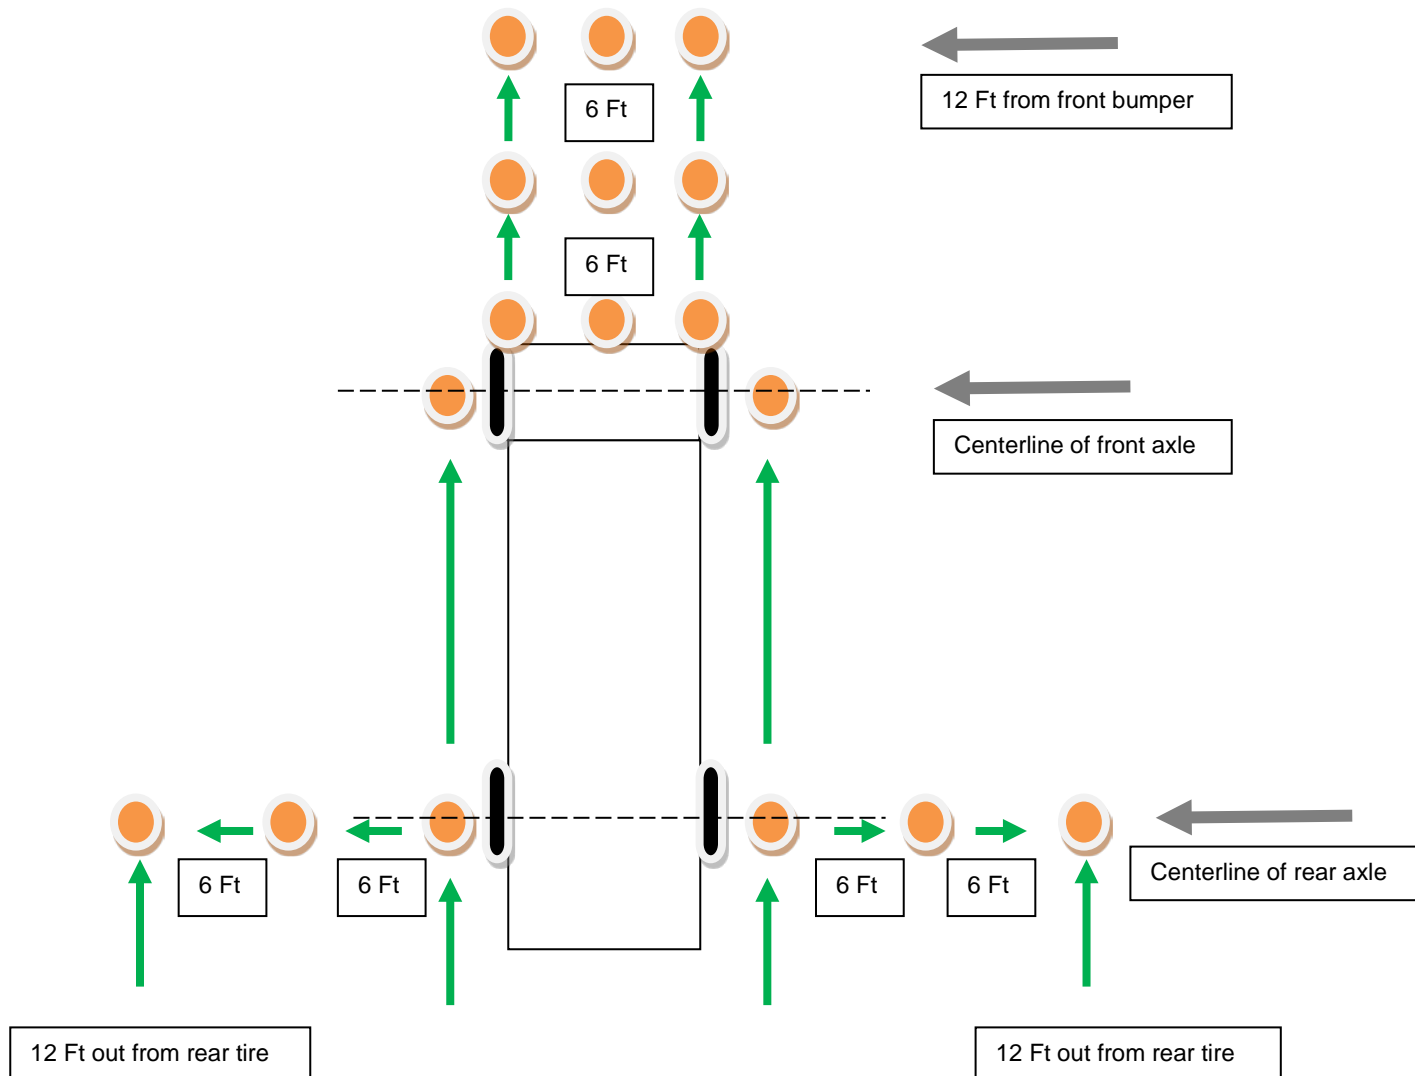 6 Ft
12 Ft from front bumper
6 Ft
Centerline of front axle
6 Ft
6 Ft
6 Ft
6 Ft
Centerline of rear axle
12 Ft out from rear tire
12 Ft out from rear tire